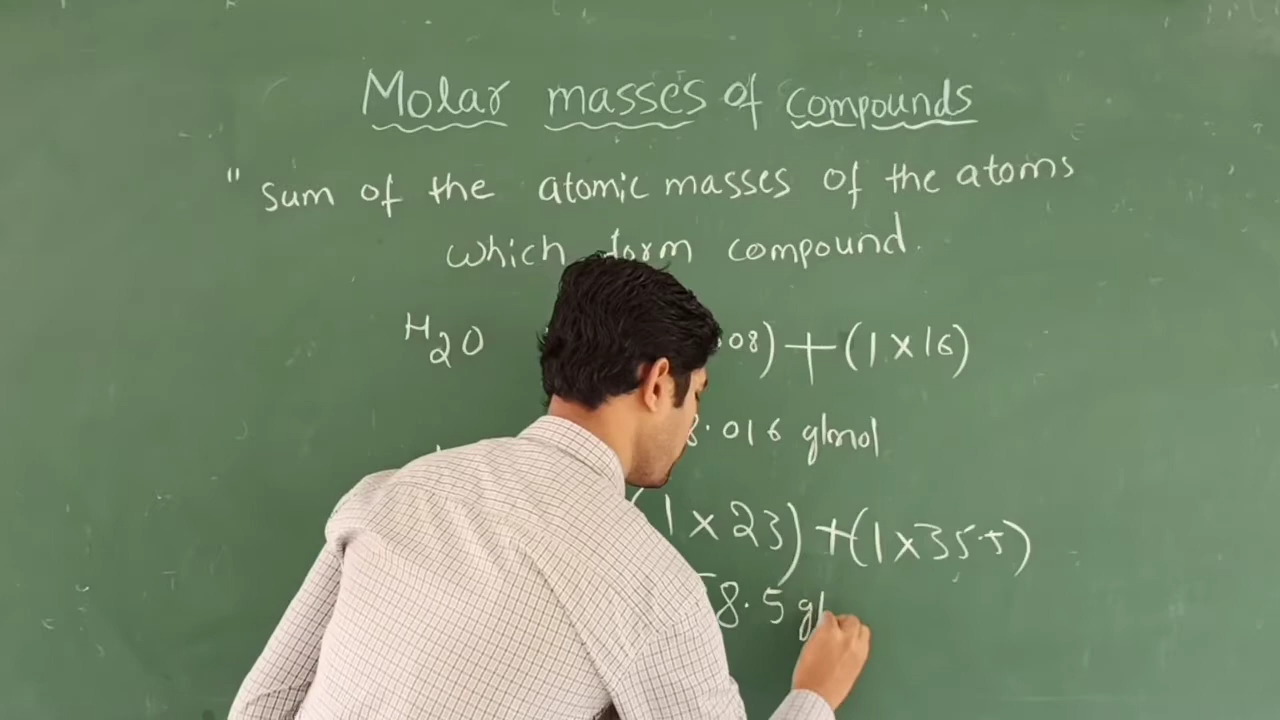 Molar masses of compounds
" sum of the atomic masses of the atoms
which form compound.
H2O 08) + (1 × 16)
8.016 g/mol
(1 × 23) + (1 × 35.5)
58.5 g/